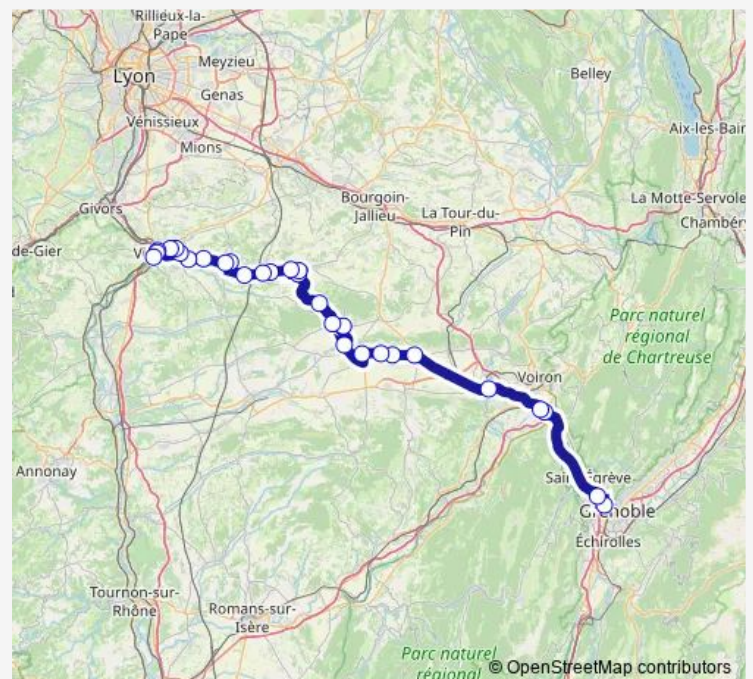 Rillieux-la-
Pape
Meyzieu
Lyon
Belley
Genas
Vénissieux
Aix-les-Bain
Mions
Bourgoin-
Jallieu
La Motte-Servole
Givors
La Tour-du-
Pin
Chambéry
de-Gier
V
Parc naturel
régional
de Chartreuse
Voiron
Annonay
Sain
Égrève
Grenoble
Échirolles
Tournon-sur-
Rhône
Romans-sur-
Isère
Parc naturel
régional
© OpenStreetMap contributors